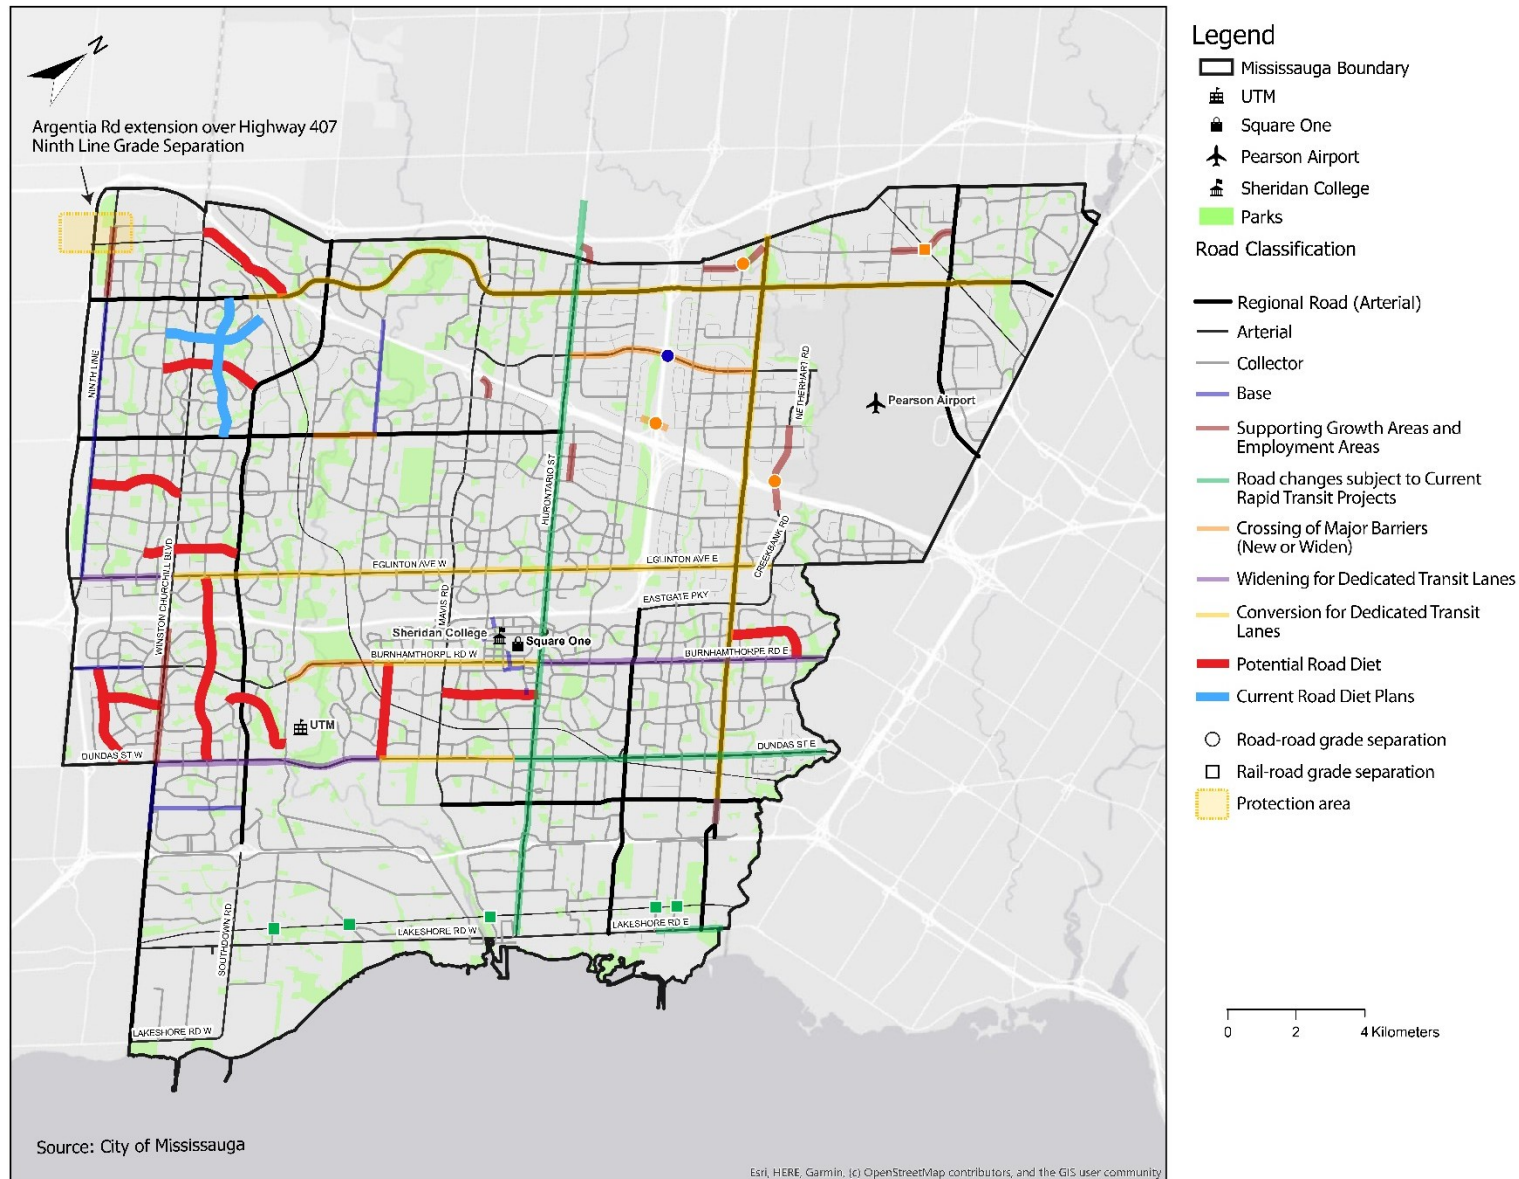 N
Argentia Rd extension over Highway 407
Ninth Line Grade Separation
NINTH LINE
WINSTON CHURCHILL BLVD
HURONTARIO ST
NETHERHART RD
Pearson Airport
CREEKBANK RD
EGLINTON AVE W
EGLINTON AVE E
EASTGATE PKY
MAVIS RD
Sheridan College
Square One
BURNHAMTHORPE RD W
BURNHAMTHORPE RD E
UTM
DUNDAS ST W
DUNDAS ST E
SOUTHDOWN RD
LAKESHORE RD W
LAKESHORE RD E
LAKESHORE RD W
Source: City of Mississauga
Esri, HERE, Garmin, (c) OpenStreetMap contributors, and the GIS user community
Legend
Mississauga Boundary
UTM
Square One
Pearson Airport
Sheridan College
Parks
Road Classification
Regional Road (Arterial)
Arterial
Collector
Base
Supporting Growth Areas and
Employment Areas
Road changes subject to Current
Rapid Transit Projects
Crossing of Major Barriers
(New or Widen)
Widening for Dedicated Transit Lanes
Conversion for Dedicated Transit
Lanes
Potential Road Diet
Current Road Diet Plans
Road-road grade separation
Rail-road grade separation
Protection area
0 2 4 Kilometers